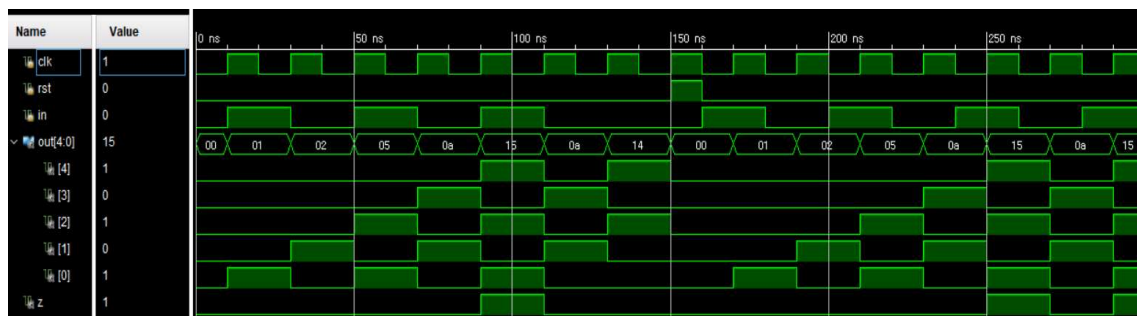 Name Value 0 ns 50 ns 100 ns 150 ns 200 ns 250 ns
clk 1
rst 0
in 0
out[4:0] 15 00 01 02 05 0a 15 0a 14 00 01 02 05 0a 15 0a 15
[4] 1
[3] 0
[2] 1
[1] 0
[0] 1
z 1